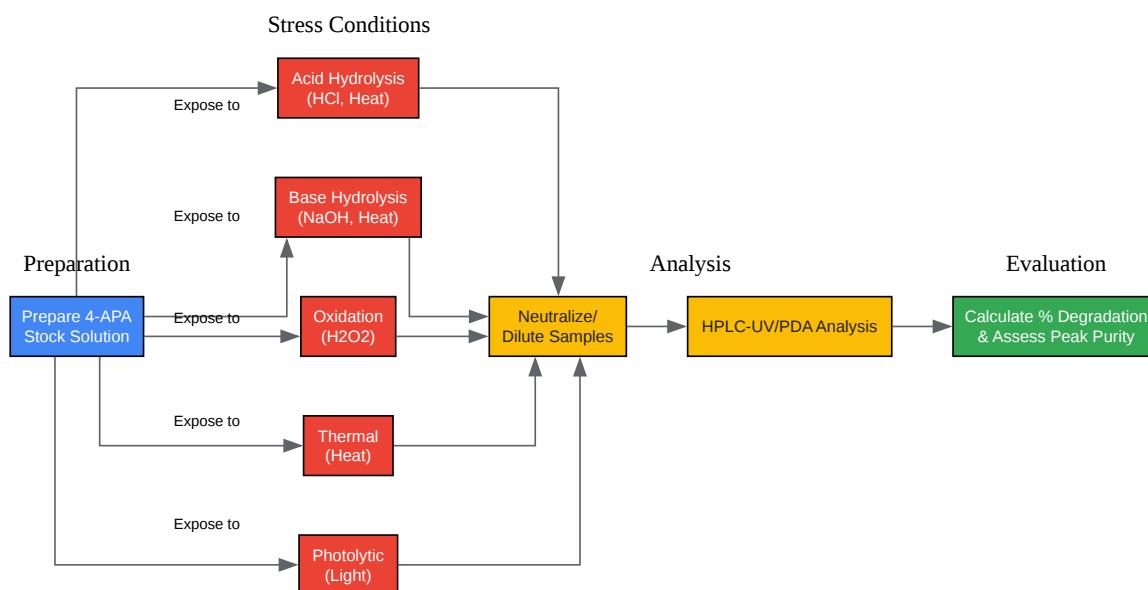 Stress Conditions
Acid Hydrolysis
(HCl, Heat)
Expose to
Base Hydrolysis
(NaOH, Heat)
Expose to
Preparation
Analysis
Evaluation
Prepare 4-APA
Stock Solution
Expose to
Oxidation
(H2O2)
Neutralize/
Dilute Samples
HPLC-UV/PDA Analysis
Calculate % Degradation
& Assess Peak Purity
Expose to
Thermal
(Heat)
Expose to
Photolytic
(Light)